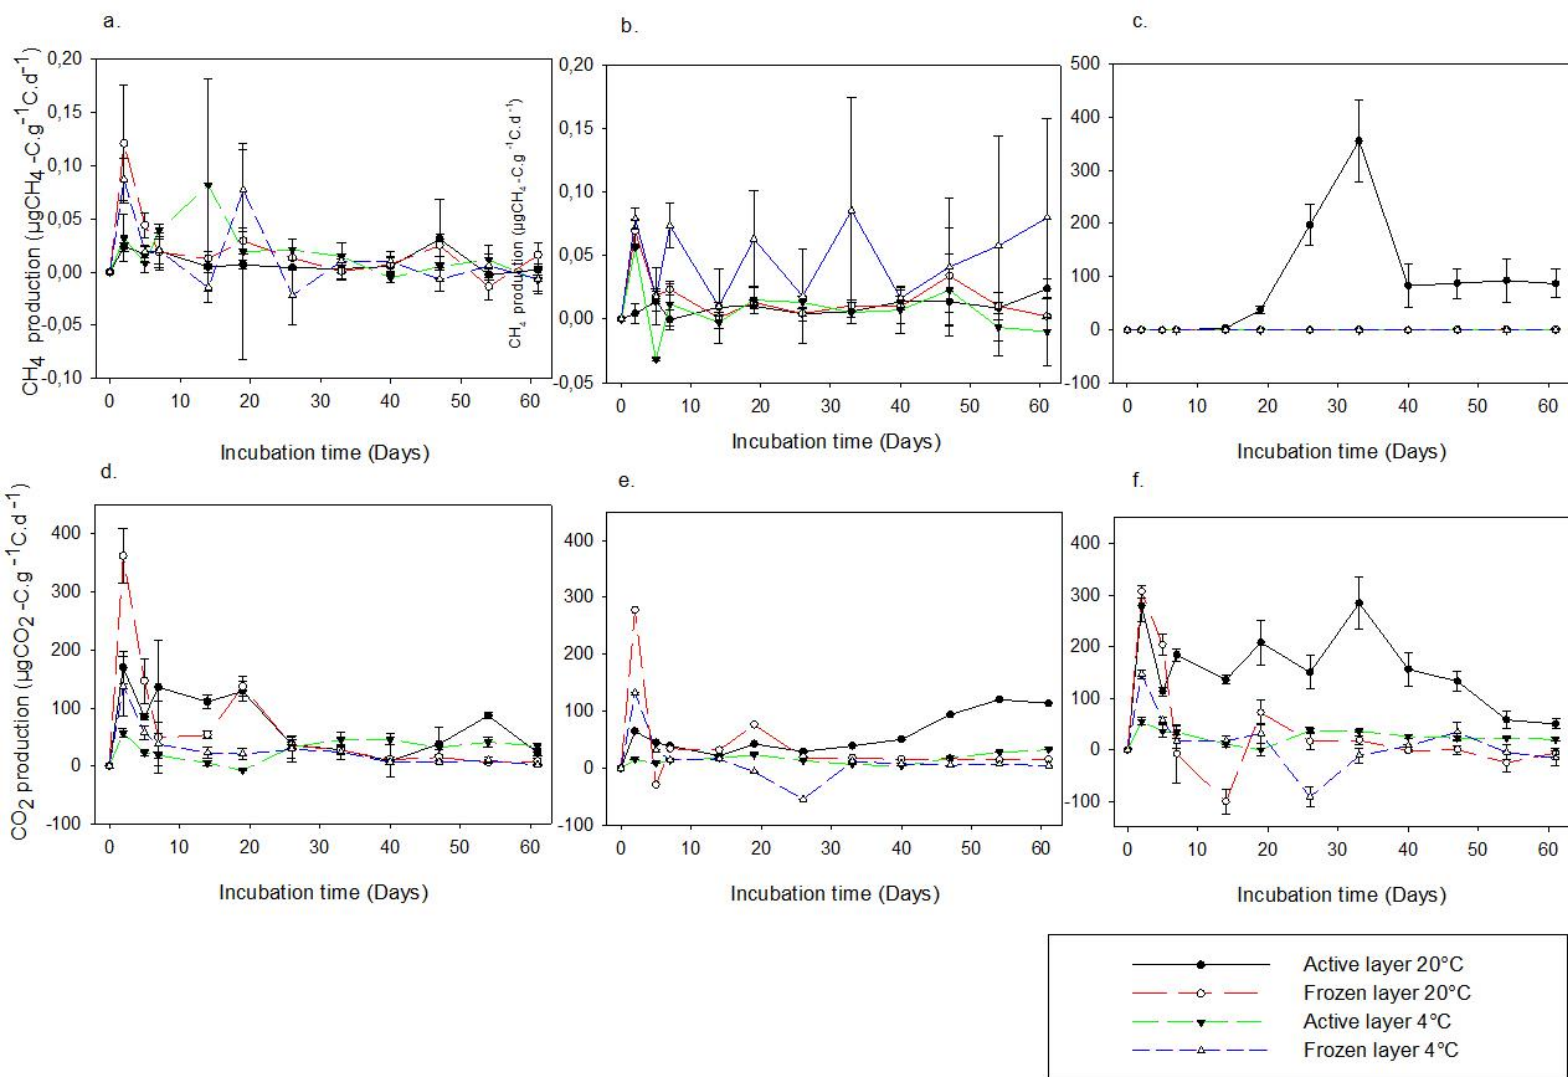 a.
b.
c.
CH₄ production (µgCH₄ -C.g⁻¹C.d⁻¹)
0,20
0,15
0,10
0,05
0,00
-0,05
-0,10
0 10 20 30 40 50 60
Incubation time (Days)
CH₄ production (µgCH₄-C.g⁻¹C.d⁻¹)
0,20
0,15
0,10
0,05
0,00
-0,05
0 10 20 30 40 50 60
Incubation time (Days)
500
400
300
200
100
0
-100
0 10 20 30 40 50 60
Incubation time (Days)
d.
e.
f.
CO₂ production (µgCO₂ -C.g⁻¹C.d⁻¹)
400
300
200
100
0
-100
0 10 20 30 40 50 60
Incubation time (Days)
400
300
200
100
0
-100
0 10 20 30 40 50 60
Incubation time (Days)
400
300
200
100
0
-100
0 10 20 30 40 50 60
Incubation time (Days)
Active layer 20°C
Frozen layer 20°C
Active layer 4°C
Frozen layer 4°C